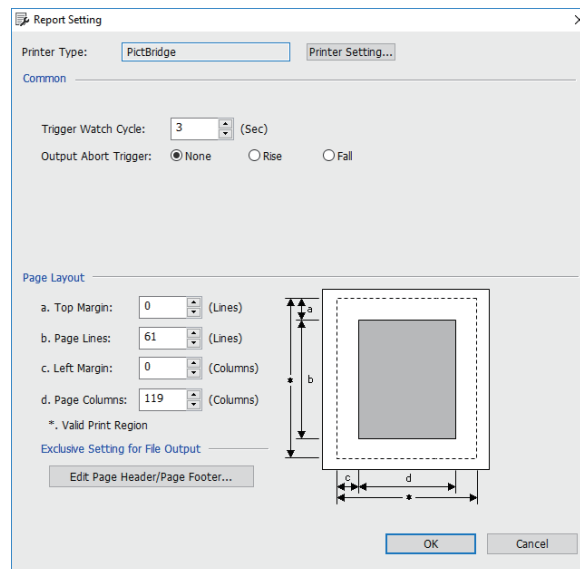 Report Setting
Printer Type: PictBridge Printer Setting...
Common
Trigger Watch Cycle: 3 (Sec)
Output Abort Trigger: None Rise Fall
Page Layout
a. Top Margin: 0 (Lines)
b. Page Lines: 61 (Lines)
c. Left Margin: 0 (Columns)
d. Page Columns: 119 (Columns)
*. Valid Print Region
Exclusive Setting for File Output
Edit Page Header/Page Footer...
a
b
*
c d
*
OK Cancel